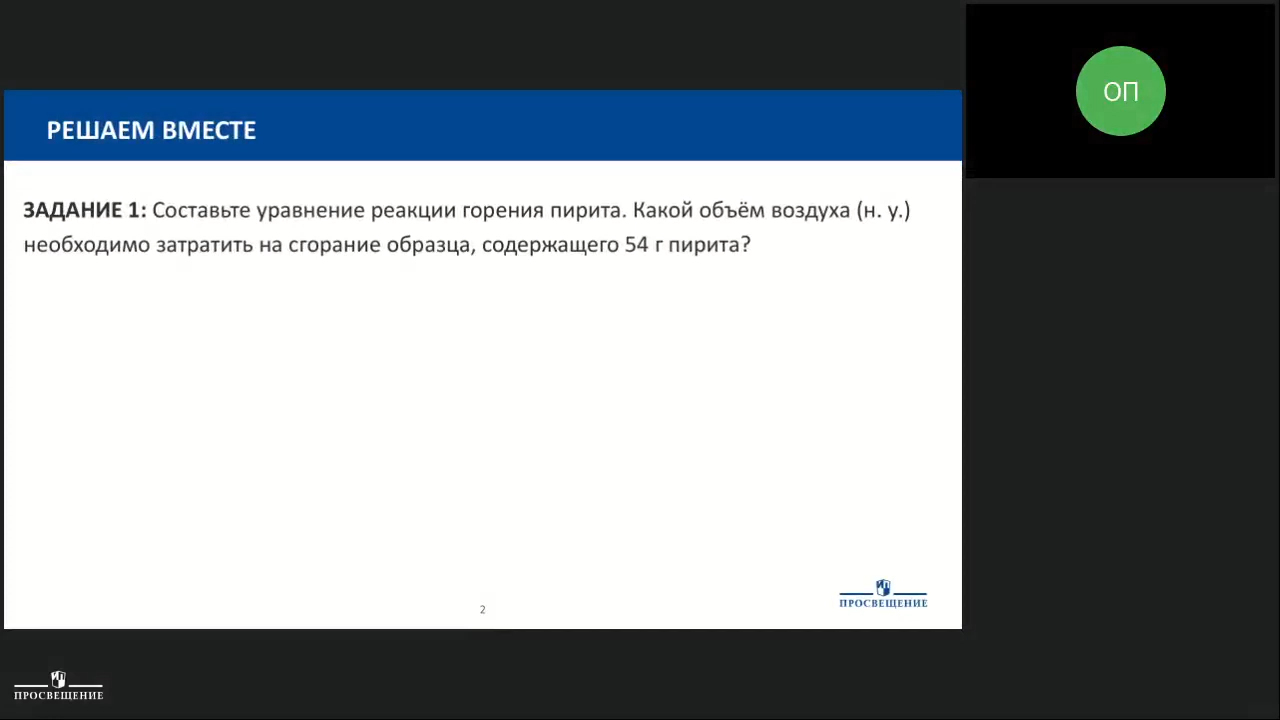 ОП
РЕШАЕМ ВМЕСТЕ
ЗАДАНИЕ 1: Составьте уравнение реакции горения пирита. Какой объём воздуха (н. у.)
необходимо затратить на сгорание образца, содержащего 54 г пирита?
ПРОСВЕЩЕНИЕ
2
ПРОСВЕЩЕНИЕ